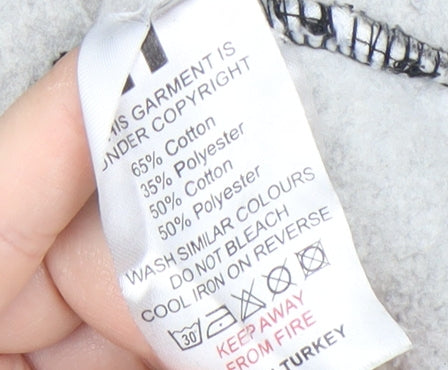 THIS GARMENT IS
UNDER COPYRIGHT
65% Cotton
35% Polyester
50% Cotton
50% Polyester
WASH SIMILAR COLOURS
DO NOT BLEACH
COOL IRON ON REVERSE
30
KEEP AWAY
FROM FIRE
TURKEY